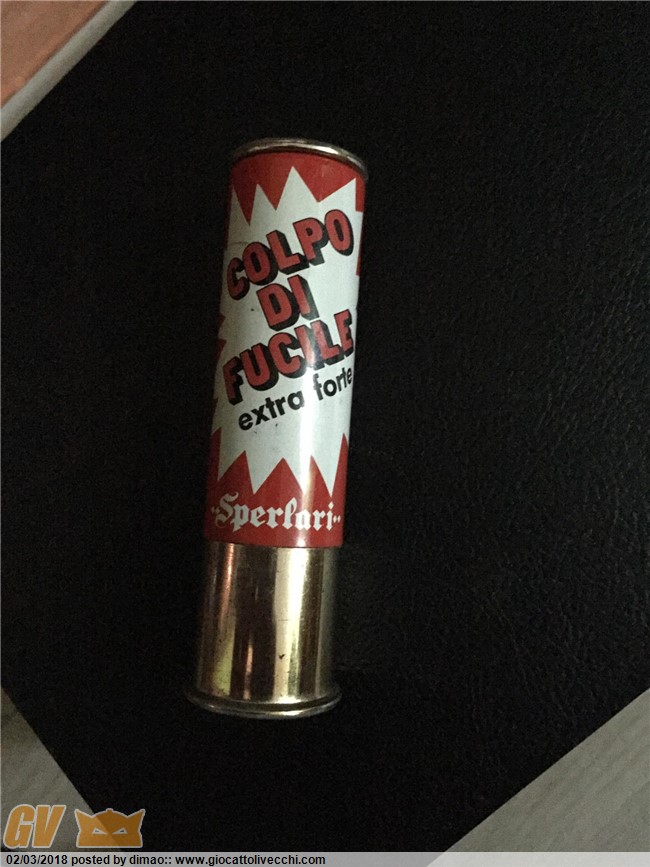 COLPO
DI
FUCILE
extra forte
Sperlari
GV
02/03/2018 posted by dimao:: www.giocattolivecchi.com